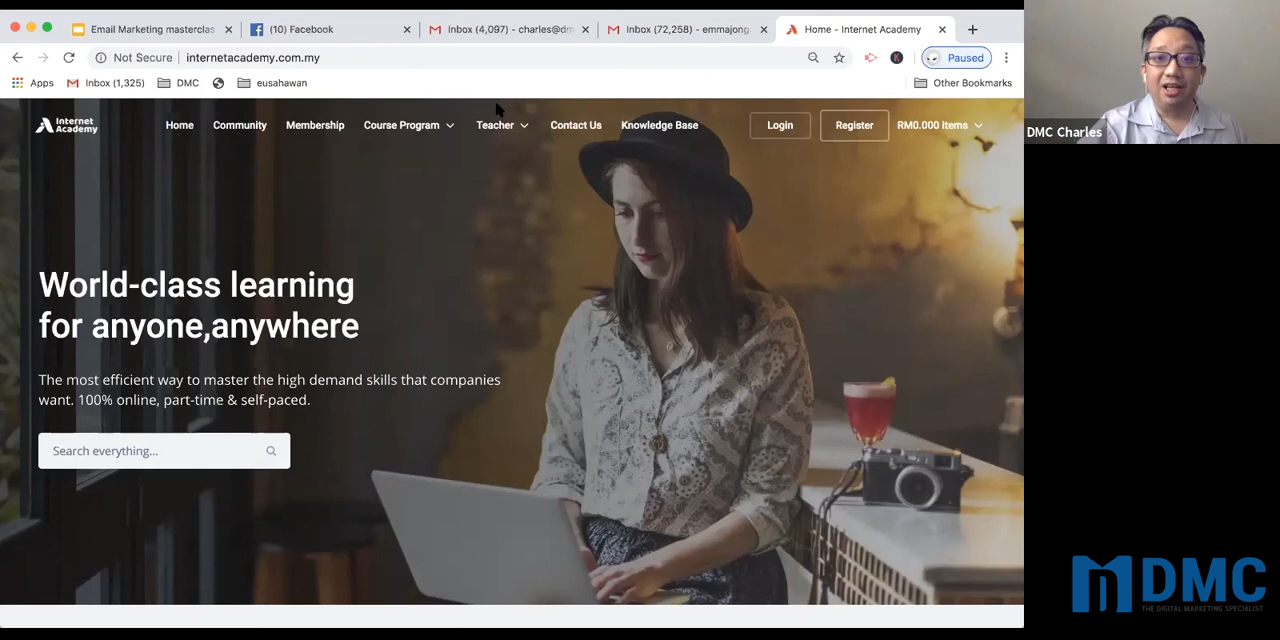 Email Marketing masterclas
(10) Facebook
Inbox (4,097) - charles@dm
Inbox (72,258) - emmajong.
Home - Internet Academy
Not Secure
internetacademy.com.my
Paused
Apps
Inbox (1,325)
DMC
eusahawan
Other Bookmarks
Internet
Academy
Home
Community
Membership
Course Program
Teacher
Contact Us
Knowledge Base
Login
Register
RM0.000 items
World-class learning
for anyone,anywhere
The most efficient way to master the high demand skills that companies
want. 100% online, part-time & self-paced.
Search everything...
DMC Charles
DMC
THE DIGITAL MARKETING SPECIALIST